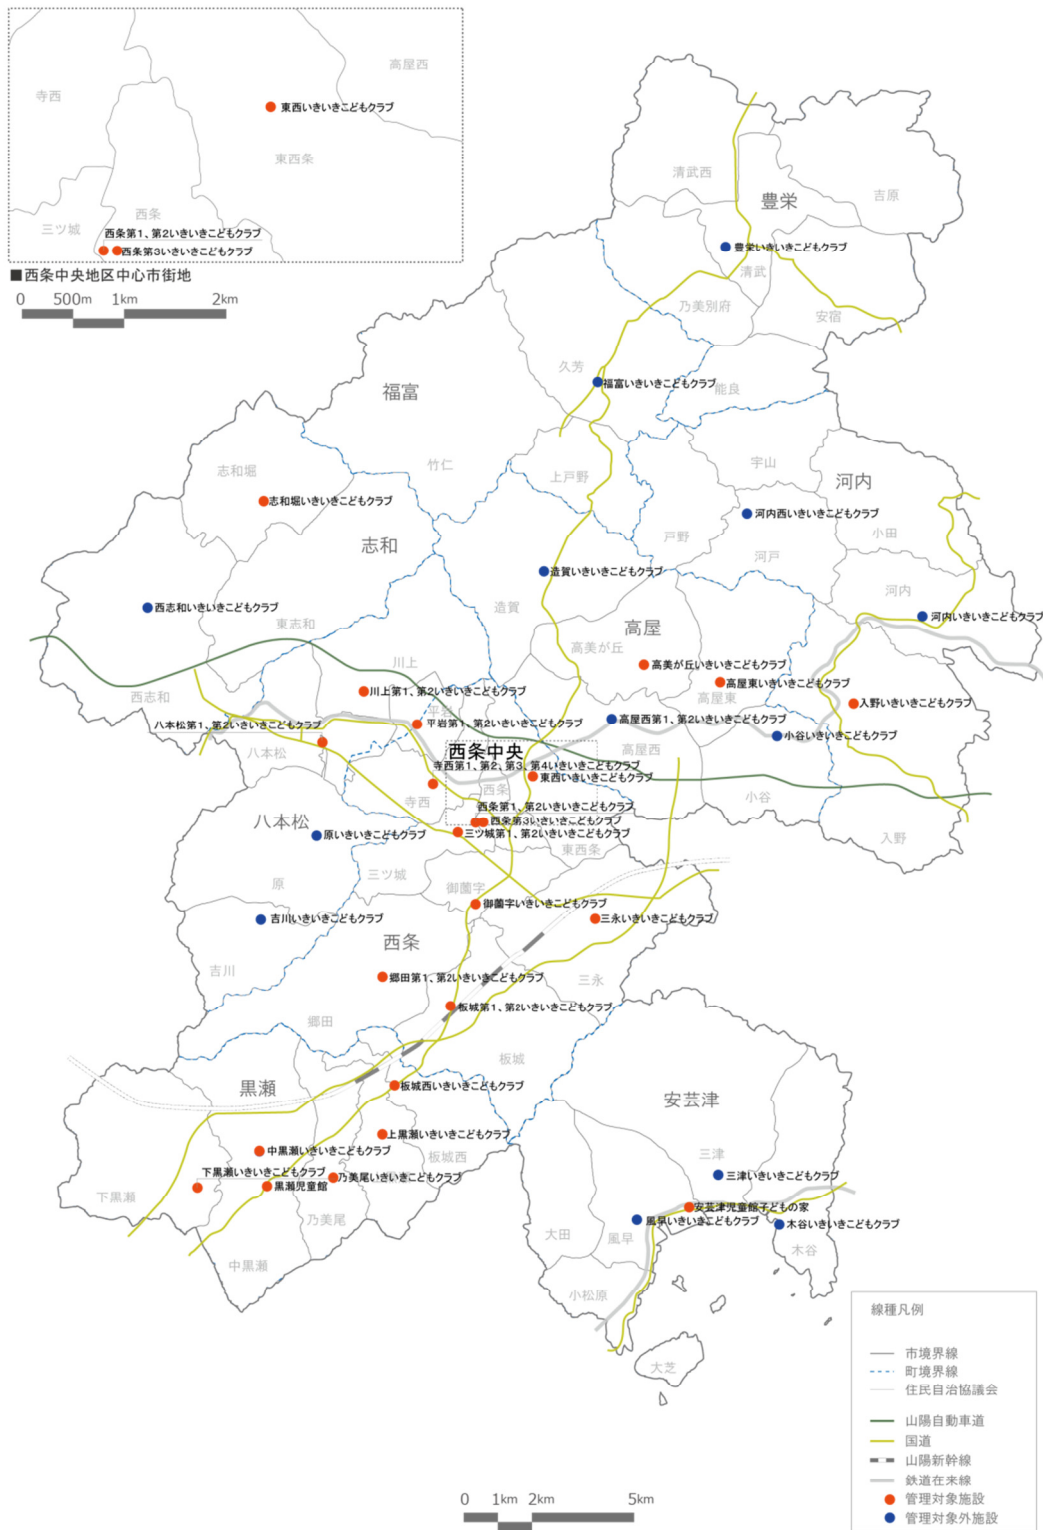 高屋西
寺西
東西いきいきこどもクラブ
東西条
西条
三ツ城
西条第1、第2いきいきこどもクラブ
西条第3いきいきこどもクラブ
■西条中央地区中心市街地
0 500m 1km 2km
清武西
吉原
豊栄
豊栄いきいきこどもクラブ
清武
乃美別府
安宿
久芳
福富いきいきこどもクラブ
能良
福富
竹仁
志和堀
上戸野
宇山
河内
志和堀いきいきこどもクラブ
河内西いきいきこどもクラブ
小田
戸野
志和
河戸
造賀いきいきこどもクラブ
河内
西志和いきいきこどもクラブ
造賀
河内いきいきこどもクラブ
東志和
高屋
高美が丘
川上
高美が丘いきいきこどもクラブ
高屋東いきいきこどもクラブ
西志和
川上第1、第2いきいきこどもクラブ
高屋東
入野いきいきこどもクラブ
平岩
八本松第1、第2いきいきこどもクラブ
平岩第1、第2いきいきこどもクラブ
高屋西第1、第2いきいきこどもクラブ
小谷いきいきこどもクラブ
八本松
西条中央
高屋西
寺西第1、第2、第3、第4いきいきこどもクラブ
東西いきいきこどもクラブ
西条
寺西
小谷
西条第1、第2いきいきこどもクラブ
八本松
西条第3いきいきこどもクラブ
原いきいきこどもクラブ
三ツ城第1、第2いきいきこどもクラブ
入野
東西条
三ツ城
原
御薗宇
御薗宇いきいきこどもクラブ
吉川いきいきこどもクラブ
三永いきいきこどもクラブ
西条
吉川
郷田第1、第2いきいきこどもクラブ
三永
板城第1、第2いきいきこどもクラブ
郷田
板城
黒瀬
板城西いきいきこどもクラブ
安芸津
上黒瀬いきいきこどもクラブ
中黒瀬いきいきこどもクラブ
板城西
三津
下黒瀬いきいきこどもクラブ
乃美尾いきいきこどもクラブ
三津いきいきこどもクラブ
黒瀬児童館
下黒瀬
乃美尾
安芸津児童館子どもの家
風早いきいきこどもクラブ
木谷いきいきこどもクラブ
大田
風早
木谷
中黒瀬
小松原
大芝
線種凡例
市境界線
町境界線
住民自治協議会
山陽自動車道
国道
山陽新幹線
鉄道在来線
管理対象施設
管理対象外施設
0 1km 2km 5km